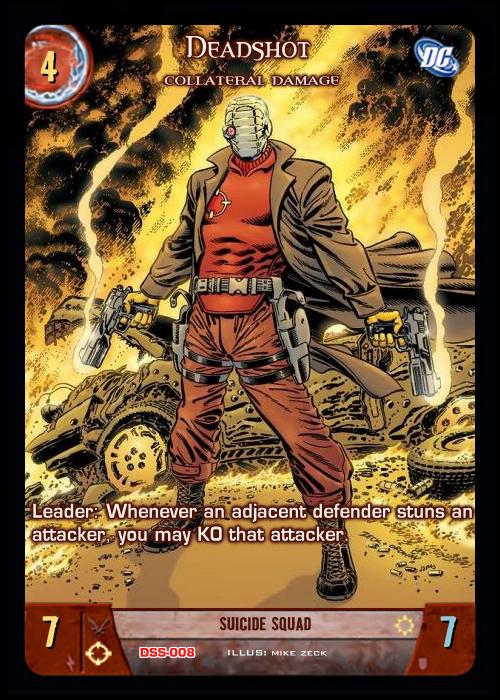 4
Deadshot
DC
COLLATERAL DAMAGE
Leader: Whenever an adjacent defender stuns an
attacker, you may KO that attacker.
7
SUICIDE SQUAD
7
DSS-008 ILLUS: MIKE ZECK